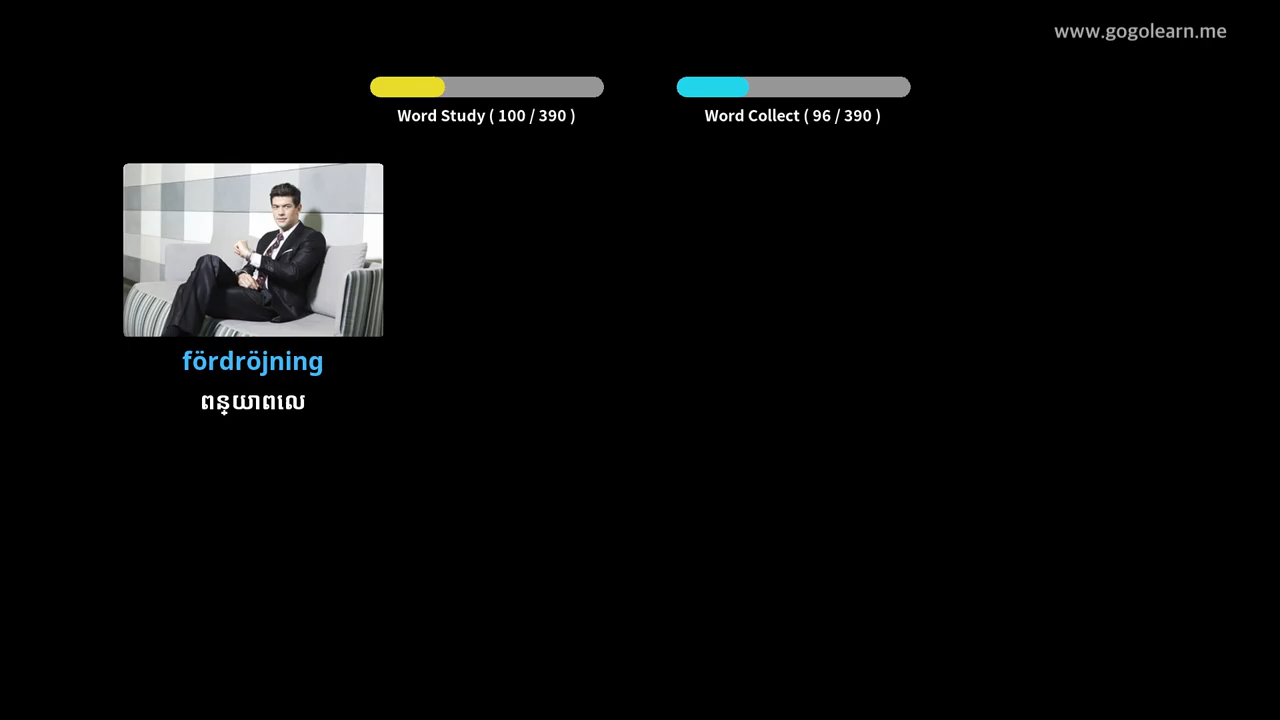 www.gogolearn.me
Word Study ( 100 / 390 )
Word Collect ( 96 / 390 )
fördröjning
ពន្យាពេល